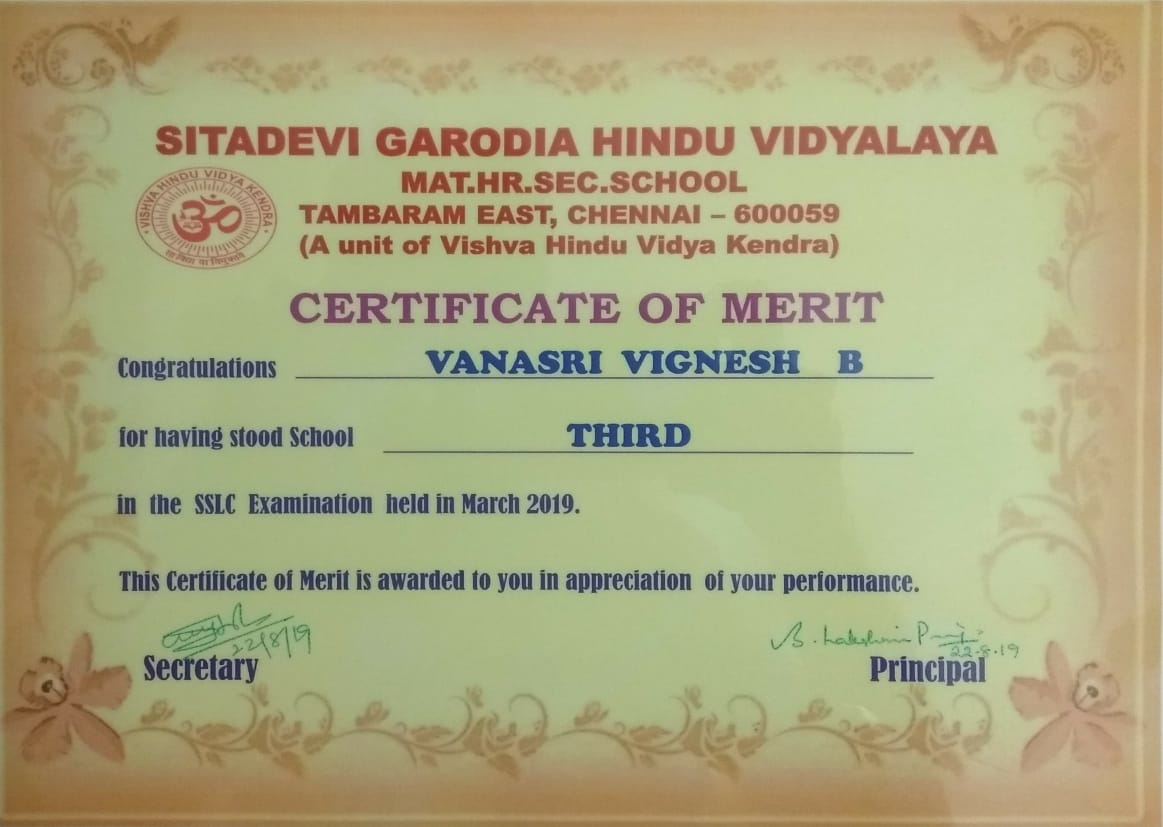 SITADEVI GARODIA HINDU VIDYALAYA
MAT.HR.SEC.SCHOOL
TAMBARAM EAST, CHENNAI – 600059
(A unit of Vishva Hindu Vidya Kendra)
VISHVA HINDU VIDYA KENDRA
ॐ
सा विद्या या विमुक्तये
CERTIFICATE OF MERIT
Congratulations VANASRI VIGNESH B
for having stood School THIRD
in the SSLC Examination held in March 2019.
This Certificate of Merit is awarded to you in appreciation of your performance.
22/8/19
B. Lakshmi
22.8.19
Secretary
Principal